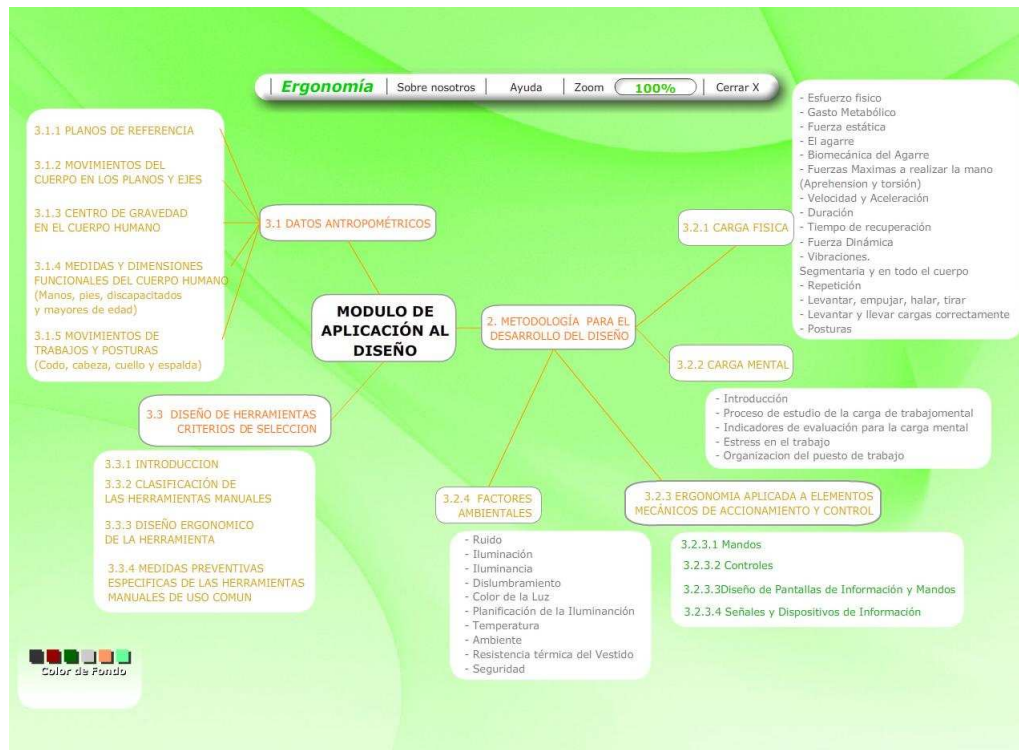 Ergonomía | Sobre nosotros | Ayuda | Zoom 100% | Cerrar X
3.1.1 PLANOS DE REFERENCIA
3.1.2 MOVIMIENTOS DEL
CUERPO EN LOS PLANOS Y EJES
3.1.3 CENTRO DE GRAVEDAD
EN EL CUERPO HUMANO
3.1.4 MEDIDAS Y DIMENSIONES
FUNCIONALES DEL CUERPO HUMANO
(Manos, pies, discapacitados
y mayores de edad)
3.1.5 MOVIMIENTOS DE
TRABAJOS Y POSTURAS
(Codo, cabeza, cuello y espalda)
3.1 DATOS ANTROPOMÉTRICOS
MODULO DE
APLICACIÓN AL
DISEÑO
2. METODOLOGÍA PARA EL
DESARROLLO DEL DISEÑO
3.2.1 CARGA FISICA
- Esfuerzo fisico
- Gasto Metabólico
- Fuerza estática
- El agarre
- Biomecánica del Agarre
- Fuerzas Maximas a realizar la mano
(Aprehension y torsión)
- Velocidad y Aceleración
- Duración
- Tiempo de recuperación
- Fuerza Dinámica
- Vibraciones.
Segmentaria y en todo el cuerpo
- Repetición
- Levantar, empujar, halar, tirar
- Levantar y llevar cargas correctamente
- Posturas
3.2.2 CARGA MENTAL
- Introducción
- Proceso de estudio de la carga de trabajomental
- Indicadores de evaluación para la carga mental
- Estress en el trabajo
- Organizacion del puesto de trabajo
3.3 DISEÑO DE HERRAMIENTAS
CRITERIOS DE SELECCION
3.3.1 INTRODUCCION
3.3.2 CLASIFICACIÓN DE
LAS HERRAMIENTAS MANUALES
3.3.3 DISEÑO ERGONOMICO
DE LA HERRAMIENTA
3.3.4 MEDIDAS PREVENTIVAS
ESPECIFICAS DE LAS HERRAMIENTAS
MANUALES DE USO COMUN
3.2.4 FACTORES
AMBIENTALES
- Ruido
- Iluminación
- Iluminancia
- Dislumbramiento
- Color de la Luz
- Planificación de la Iluminanción
- Temperatura
- Ambiente
- Resistencia térmica del Vestido
- Seguridad
3.2.3 ERGONOMIA APLICADA A ELEMENTOS
MECÁNICOS DE ACCIONAMIENTO Y CONTROL
3.2.3.1 Mandos
3.2.3.2 Controles
3.2.3.3Diseño de Pantallas de Información y Mandos
3.2.3.4 Señales y Dispositivos de Información
Color de Fondo